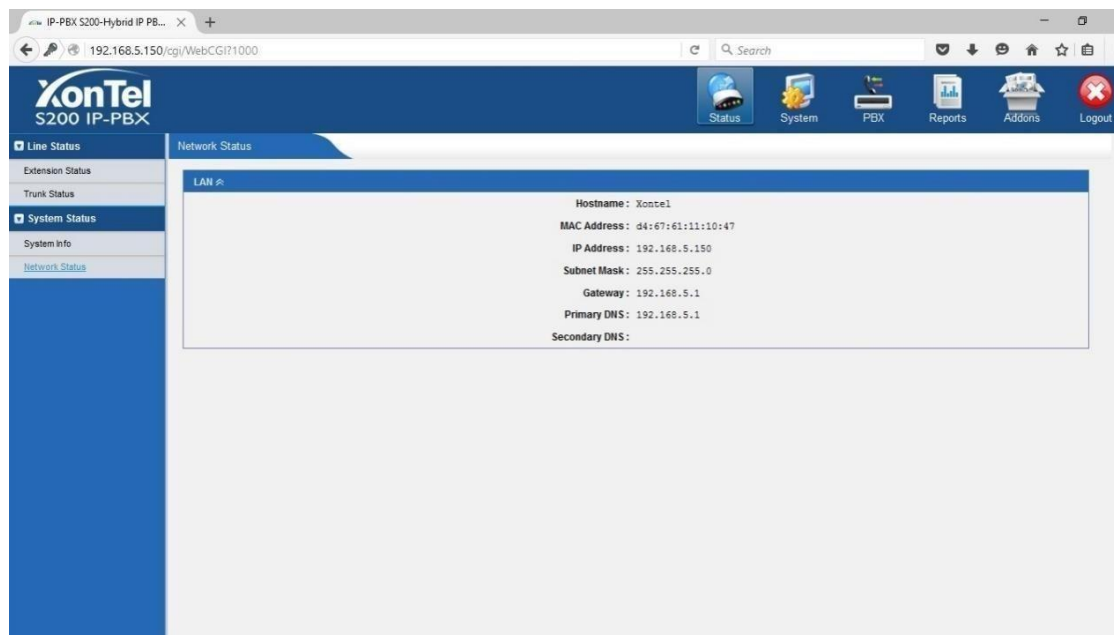 IP-PBX S200-Hybrid IP PB...
192.168.5.150/cgi/WebCGI?1000
Search
XonTel
S200 IP-PBX
Status
System
PBX
Reports
Addons
Logout
Line Status
Network Status
Extension Status
Trunk Status
System Status
System Info
Network Status
LAN
Hostname: Xontel
MAC Address: d4:67:61:11:10:47
IP Address: 192.168.5.150
Subnet Mask: 255.255.255.0
Gateway: 192.168.5.1
Primary DNS: 192.168.5.1
Secondary DNS: